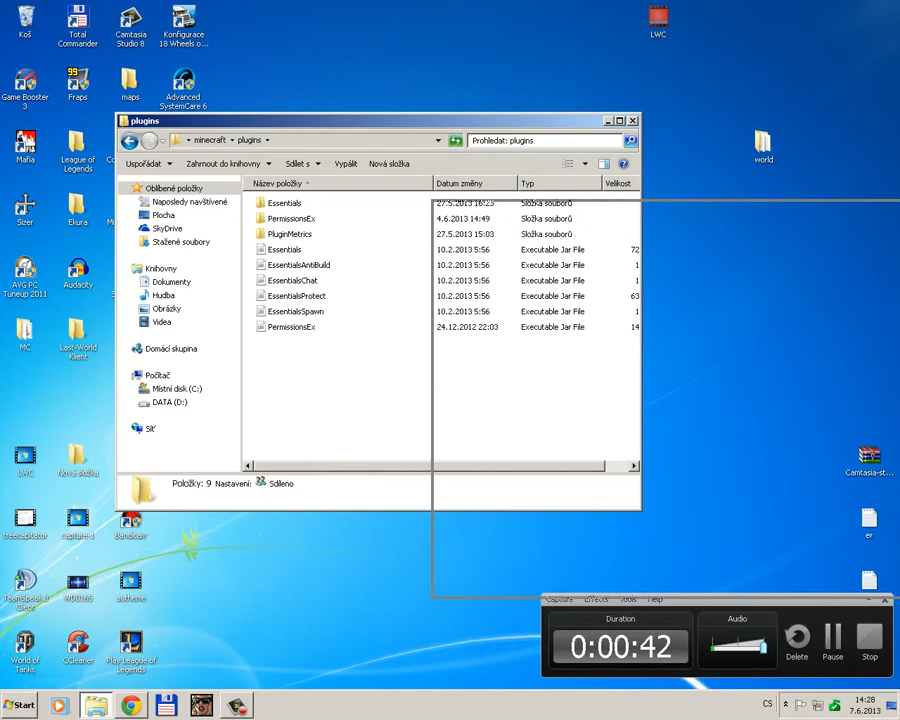 Koš
Total Commander
Camtasia Studio 8
Konfigurace 18 Wheels o...
LWC
Game Booster 3
Fraps
maps
Advanced SystemCare 6
Mafia
League of Legends
world
Sizer
Ekura
AVG PC Tuneup 2011
Audacity
MC
Last-World Klient
LWC
Nová složka
Camtasia-st...
treecapitator
capture-1
Bandicam
er
TeamSpeak 3 Client
autheme
World of Tanks
CCleaner
Play League of Legends
plugins
minecraft
plugins
Prohledat: plugins
Uspořádat
Zahrnout do knihovny
Sdílet s
Vypálit
Nová složka
Oblíbené položky
Naposledy navštívené
Plocha
SkyDrive
Stažené soubory
Knihovny
Dokumenty
Hudba
Obrázky
Videa
Domácí skupina
Počítač
Místní disk (C:)
DATA (D:)
Síť
Název položky Datum změny Typ Velikost
Essentials 27.5.2013 16:23 Složka souborů
PermissionsEx 4.6.2013 14:49 Složka souborů
PluginMetrics 27.5.2013 15:03 Složka souborů
Essentials 10.2.2013 5:56 Executable Jar File 72
EssentialsAntiBuild 10.2.2013 5:56 Executable Jar File 1
EssentialsChat 10.2.2013 5:56 Executable Jar File 1
EssentialsProtect 10.2.2013 5:56 Executable Jar File 63
EssentialsSpawn 10.2.2013 5:56 Executable Jar File 1
PermissionsEx 24.12.2012 22:03 Executable Jar File 14
Položky: 9 Nastavení: Sdíleno
Capture Effects Tools Help
Duration
0:00:42
Audio
Delete
Pause
Stop
Start
CS
14:28
7.6.2013